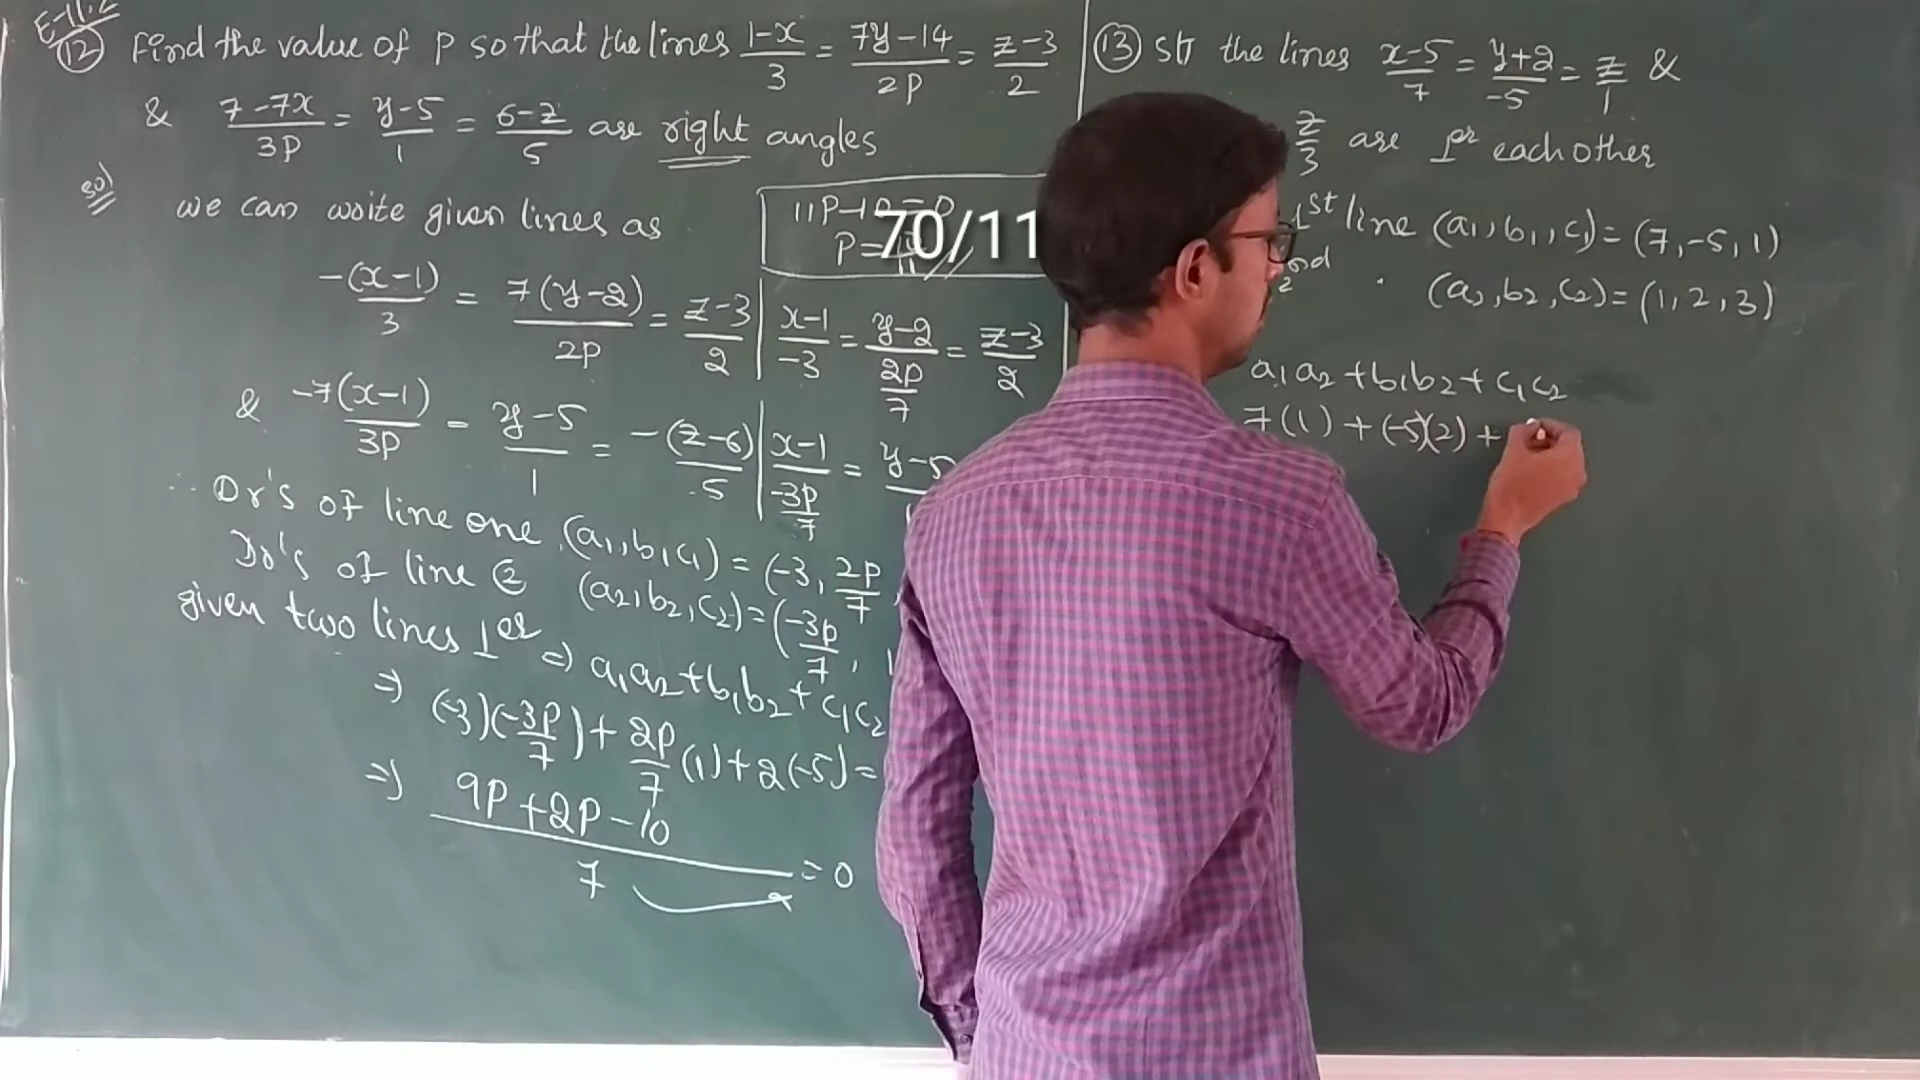 E-11.2
(12) Find the value of P so that the lines (1-x)/3 = (7y-14)/2P = (z-3)/2
& (7-7x)/3P = (y-5)/1 = (6-z)/5 are right angles
sol
we can write given lines as
-(x-1)/3 = 7(y-2)/2P = (z-3)/2
& -7(x-1)/3P = (y-5)/1 = -(z-6)/5
(x-1)/-3 = (y-2)/(2P/7) = (z-3)/2
(x-1)/(-3P/7) = y-5
∴ Dr's of line one (a₁, b₁ c₁) = (-3, 2P/7,
Dr's of line (2) (a₂, b₂, c₂) = (-3P/7, 1
given two lines ⊥er ⇒ a₁a₂+b₁b₂+c₁c₂
⇒ (-3)(-3P/7) + 2P/7 (1) + 2(-5) =
⇒ (9P+2P-10)/7 = 0
11P-10=0
P=
70/11
(13) ST the lines (x-5)/7 = (y+2)/-5 = z/1 &
z/3 are ⊥er each other
1st line (a₁, b₁, c₁) = (7, -5, 1)
2nd (a₂, b₂, c₂) = (1, 2, 3)
a₁a₂+b₁b₂+c₁c₂
7(1) + (-5)(2) +